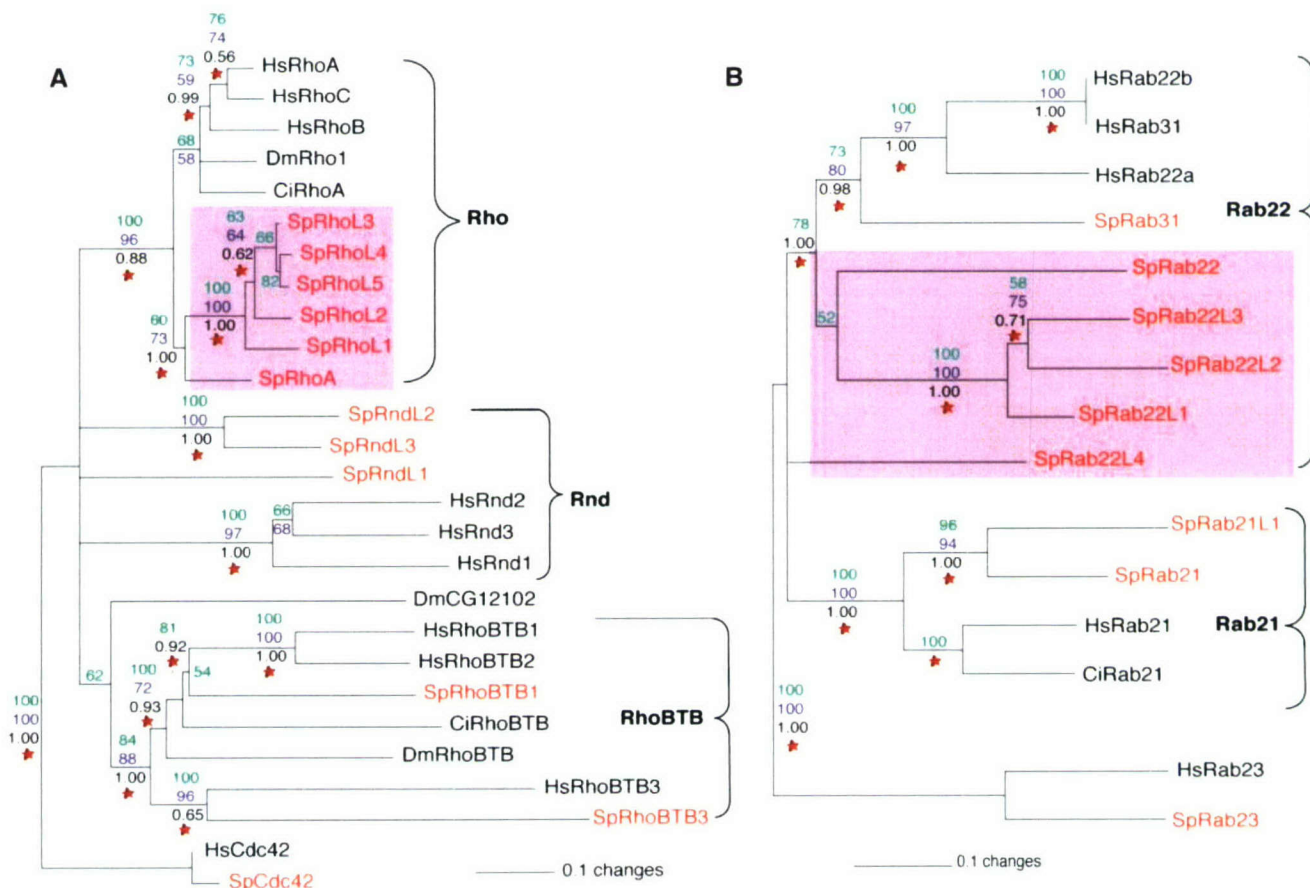 A
76
74
0.56
73
59
0.99
HsRhoA
HsRhoC
HsRhoB
68
58
DmRho1
CiRhoA
Rho
100
96
0.88
63
64
0.62
66
82
SpRhoL3
SpRhoL4
SpRhoL5
100
100
1.00
SpRhoL2
SpRhoL1
60
73
1.00
SpRhoA
100
100
1.00
SpRndL2
SpRndL3
SpRndL1
Rnd
100
97
1.00
66
68
HsRnd2
HsRnd3
HsRnd1
DmCG12102
62
81
0.92
100
100
1.00
HsRhoBTB1
HsRhoBTB2
54
SpRhoBTB1
100
72
0.93
CiRhoBTB
RhoBTB
84
88
1.00
DmRhoBTB
100
96
0.65
HsRhoBTB3
SpRhoBTB3
100
100
1.00
HsCdc42
SpCdc42
0.1 changes
B
100
100
1.00
HsRab22b
HsRab31
100
97
1.00
HsRab22a
73
80
0.98
SpRab31
Rab22
78
1.00
SpRab22
52
58
75
0.71
SpRab22L3
SpRab22L2
100
100
1.00
SpRab22L1
SpRab22L4
96
94
1.00
SpRab21L1
SpRab21
100
100
1.00
Rab21
100
HsRab21
CiRab21
100
100
1.00
HsRab23
SpRab23
0.1 changes